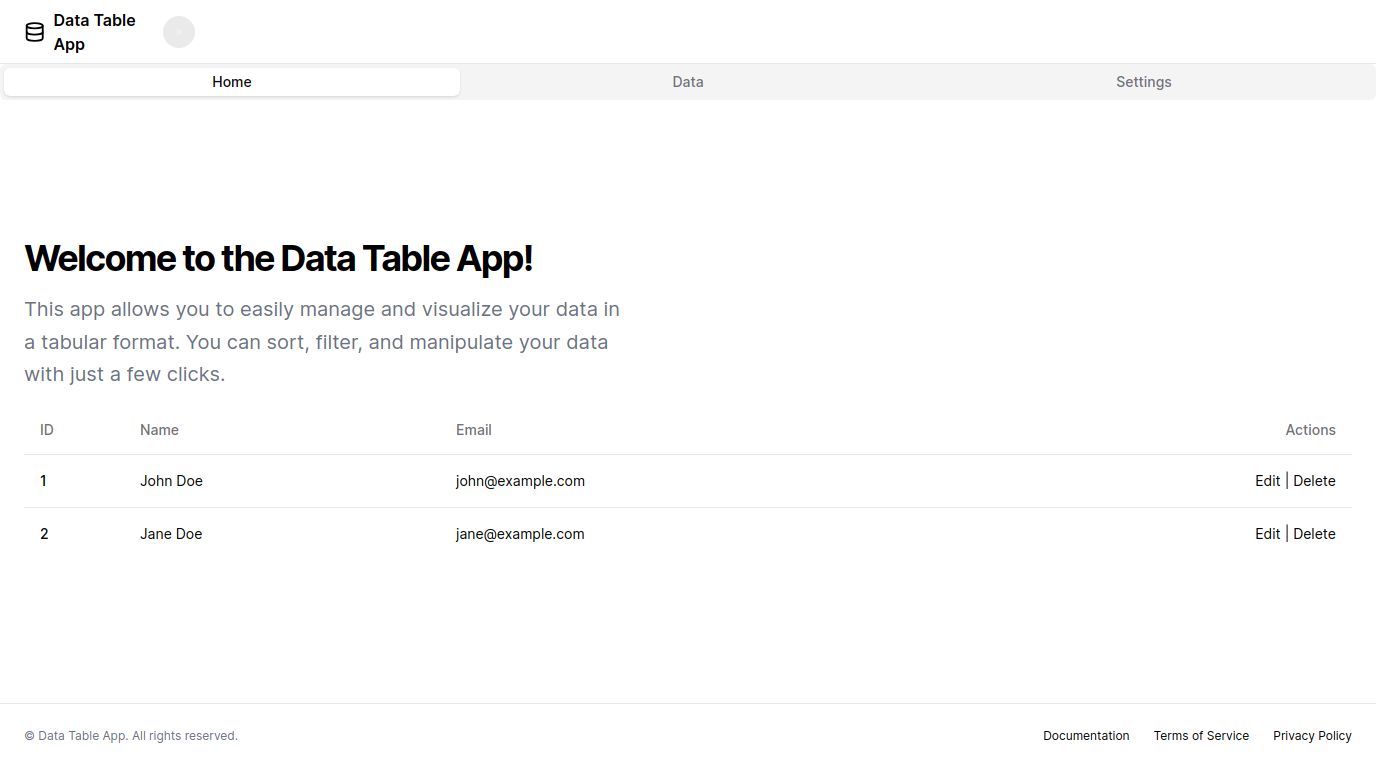 Data Table
App
Home Data Settings
Welcome to the Data Table App!
This app allows you to easily manage and visualize your data in
a tabular format. You can sort, filter, and manipulate your data
with just a few clicks.
ID Name Email Actions
1 John Doe john@example.com Edit | Delete
2 Jane Doe jane@example.com Edit | Delete
© Data Table App. All rights reserved. Documentation Terms of Service Privacy Policy